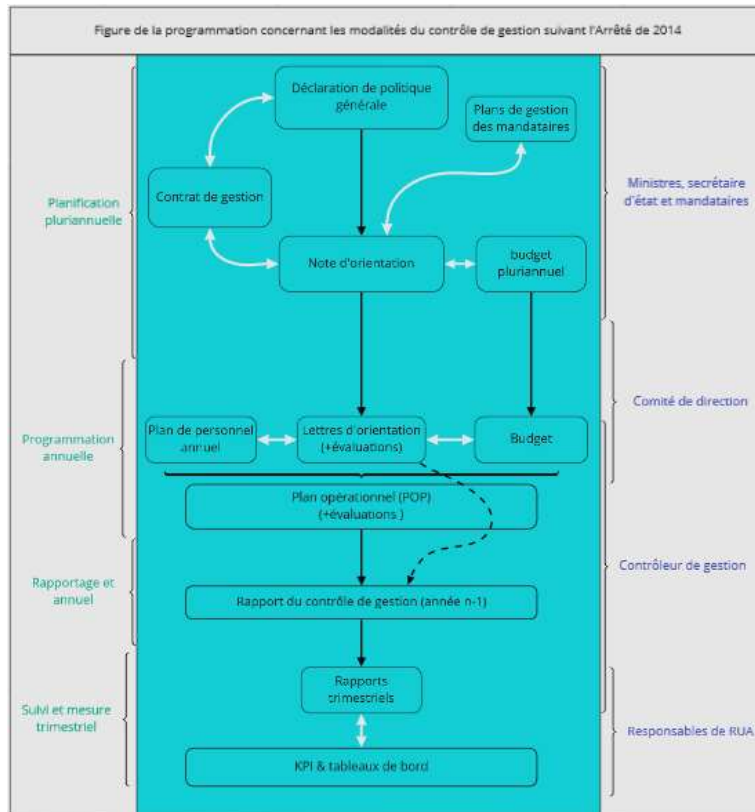 Figure de la programmation concernant les modalités du contrôle de gestion suivant l'Arrêté de 2014
Déclaration de politique
générale
Plans de gestion
des mandataires
Contrat de gestion
Planification
pluriannuelle
Ministres, secrétaire
d'état et mandataires
Note d'orientation
budget
pluriannuel
Comité de direction
Programmation
annuelle
Plan de personnel
annuel
Lettres d'orientation
(+évaluations)
Budget
Plan opérationnel (POP)
(+évaluations )
Contrôleur de gestion
Rapportage et
annuel
Rapport du contrôle de gestion (année n-1)
Rapports
trimestriels
Suivi et mesure
trimestriel
Responsables de RUA
KPI & tableaux de bord